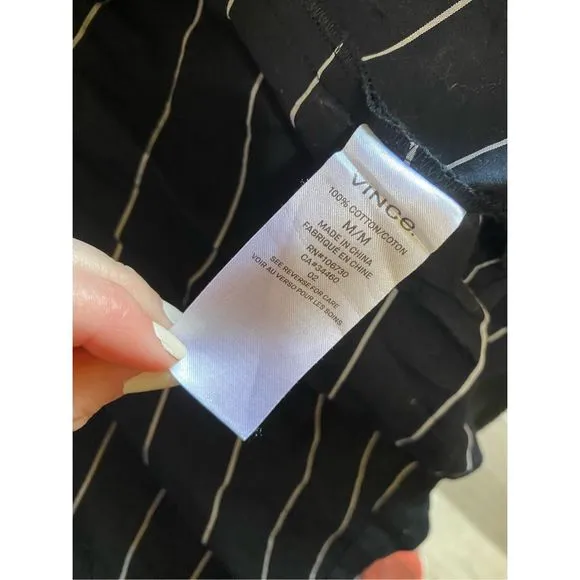 VINCE.
100% COTTON/COTON
M/M
MADE IN CHINA
FABRIQUÉ EN CHINE
RN#106730
CA#34460
02
SEE REVERSE FOR CARE
VOIR AU VERSO POUR LES SOINS.